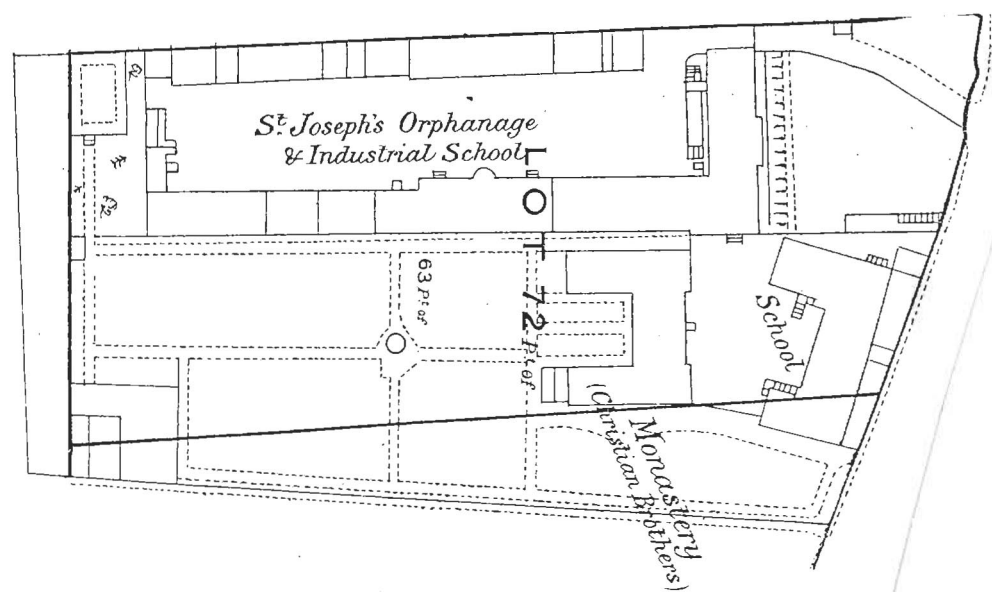 St. Joseph's Orphanage
& Industrial School
LOT 72 Pt. of
63 Pt. of
School
Monastery
(Christian Brothers)